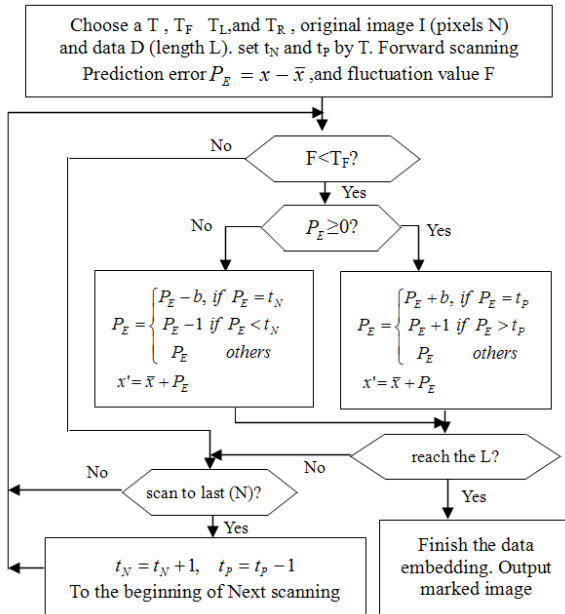 Choose a T , T_F T_L,and T_R , original image I (pixels N)
and data D (length L). set t_N and t_P by T. Forward scanning
Prediction error P_E = x − x̄ ,and fluctuation value F
No
F<T_F?
Yes
No
P_E≥0?
Yes
P_E − b, if P_E = t_N
P_E = { P_E −1 if P_E < t_N
P_E others
x'= x̄ + P_E
P_E + b, if P_E = t_P
P_E = { P_E +1 if P_E > t_P
P_E others
x'= x̄ + P_E
reach the L?
No
No
scan to last (N)?
Yes
Yes
t_N = t_N +1, t_P = t_P −1
To the beginning of Next scanning
Finish the data
embedding. Output
marked image